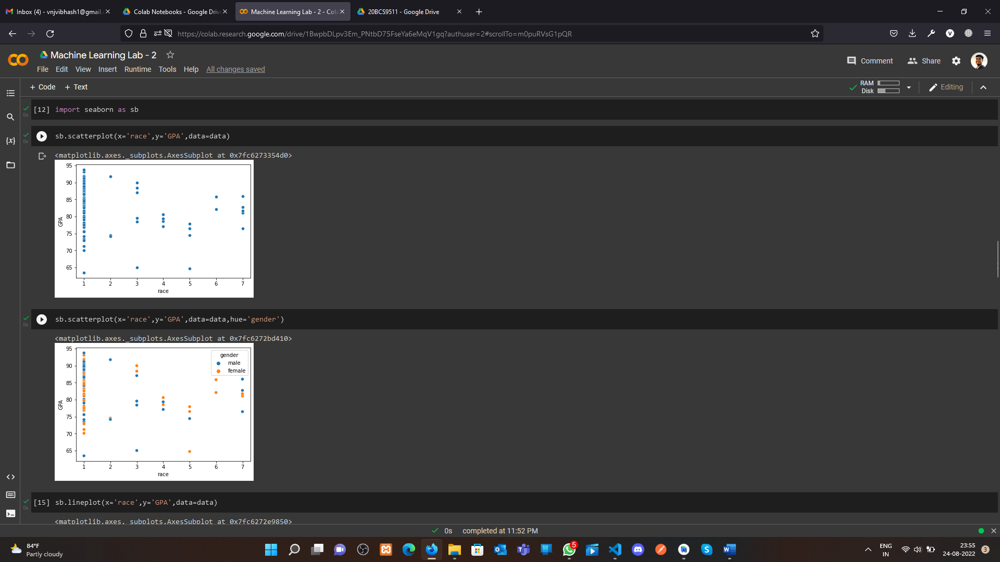 Inbox (4) - vnjvibhash1@gmail. Colab Notebooks - Google Drive Machine Learning Lab - 2 - Cola 20BCS9511 - Google Drive
https://colab.research.google.com/drive/1BwpbDLpv3Em_PNtbD75FseYa6eMqV1gq?authuser=2#scrollTo=m0puRVsG1pQR
Machine Learning Lab - 2
Comment Share
File Edit View Insert Runtime Tools Help All changes saved
+ Code + Text RAM Disk Editing
[12] import seaborn as sb
0s
sb.scatterplot(x='race',y='GPA',data=data)
0s
<matplotlib.axes._subplots.AxesSubplot at 0x7fc6273354d0>
95
90
85
80
75
70
65
GPA
1 2 3 4 5 6 7
race
sb.scatterplot(x='race',y='GPA',data=data,hue='gender')
0s
<matplotlib.axes._subplots.AxesSubplot at 0x7fc6272bd410>
gender
male
female
95
90
85
80
75
70
65
GPA
1 2 3 4 5 6 7
race
[15] sb.lineplot(x='race',y='GPA',data=data)
0s
<matplotlib.axes._subplots.AxesSubplot at 0x7fc6272e9850>
0s completed at 11:52 PM
84°F
Partly cloudy
5
ENG
IN
23:55
24-08-2022
3